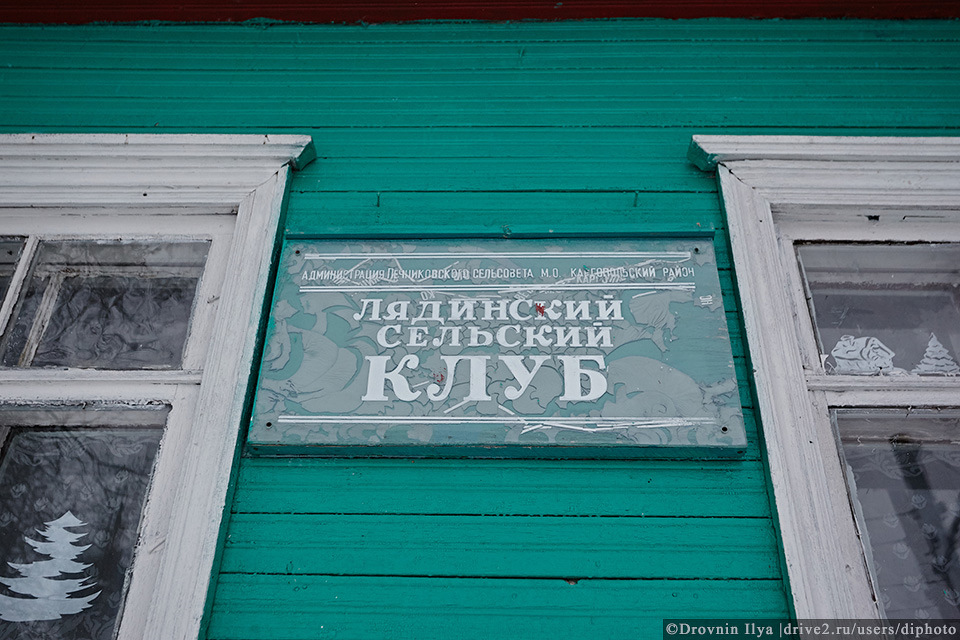 АДМИНИСТРАЦИЯ ПЕЧНИКОВСКОГО СЕЛЬСОВЕТА М.О. КАРГОПОЛЬСКИЙ РАЙОН
ЛЯДИНСКИЙ
СЕЛЬСКИЙ
КЛУБ
©Drovnin Ilya |drive2.ru/users/diphoto